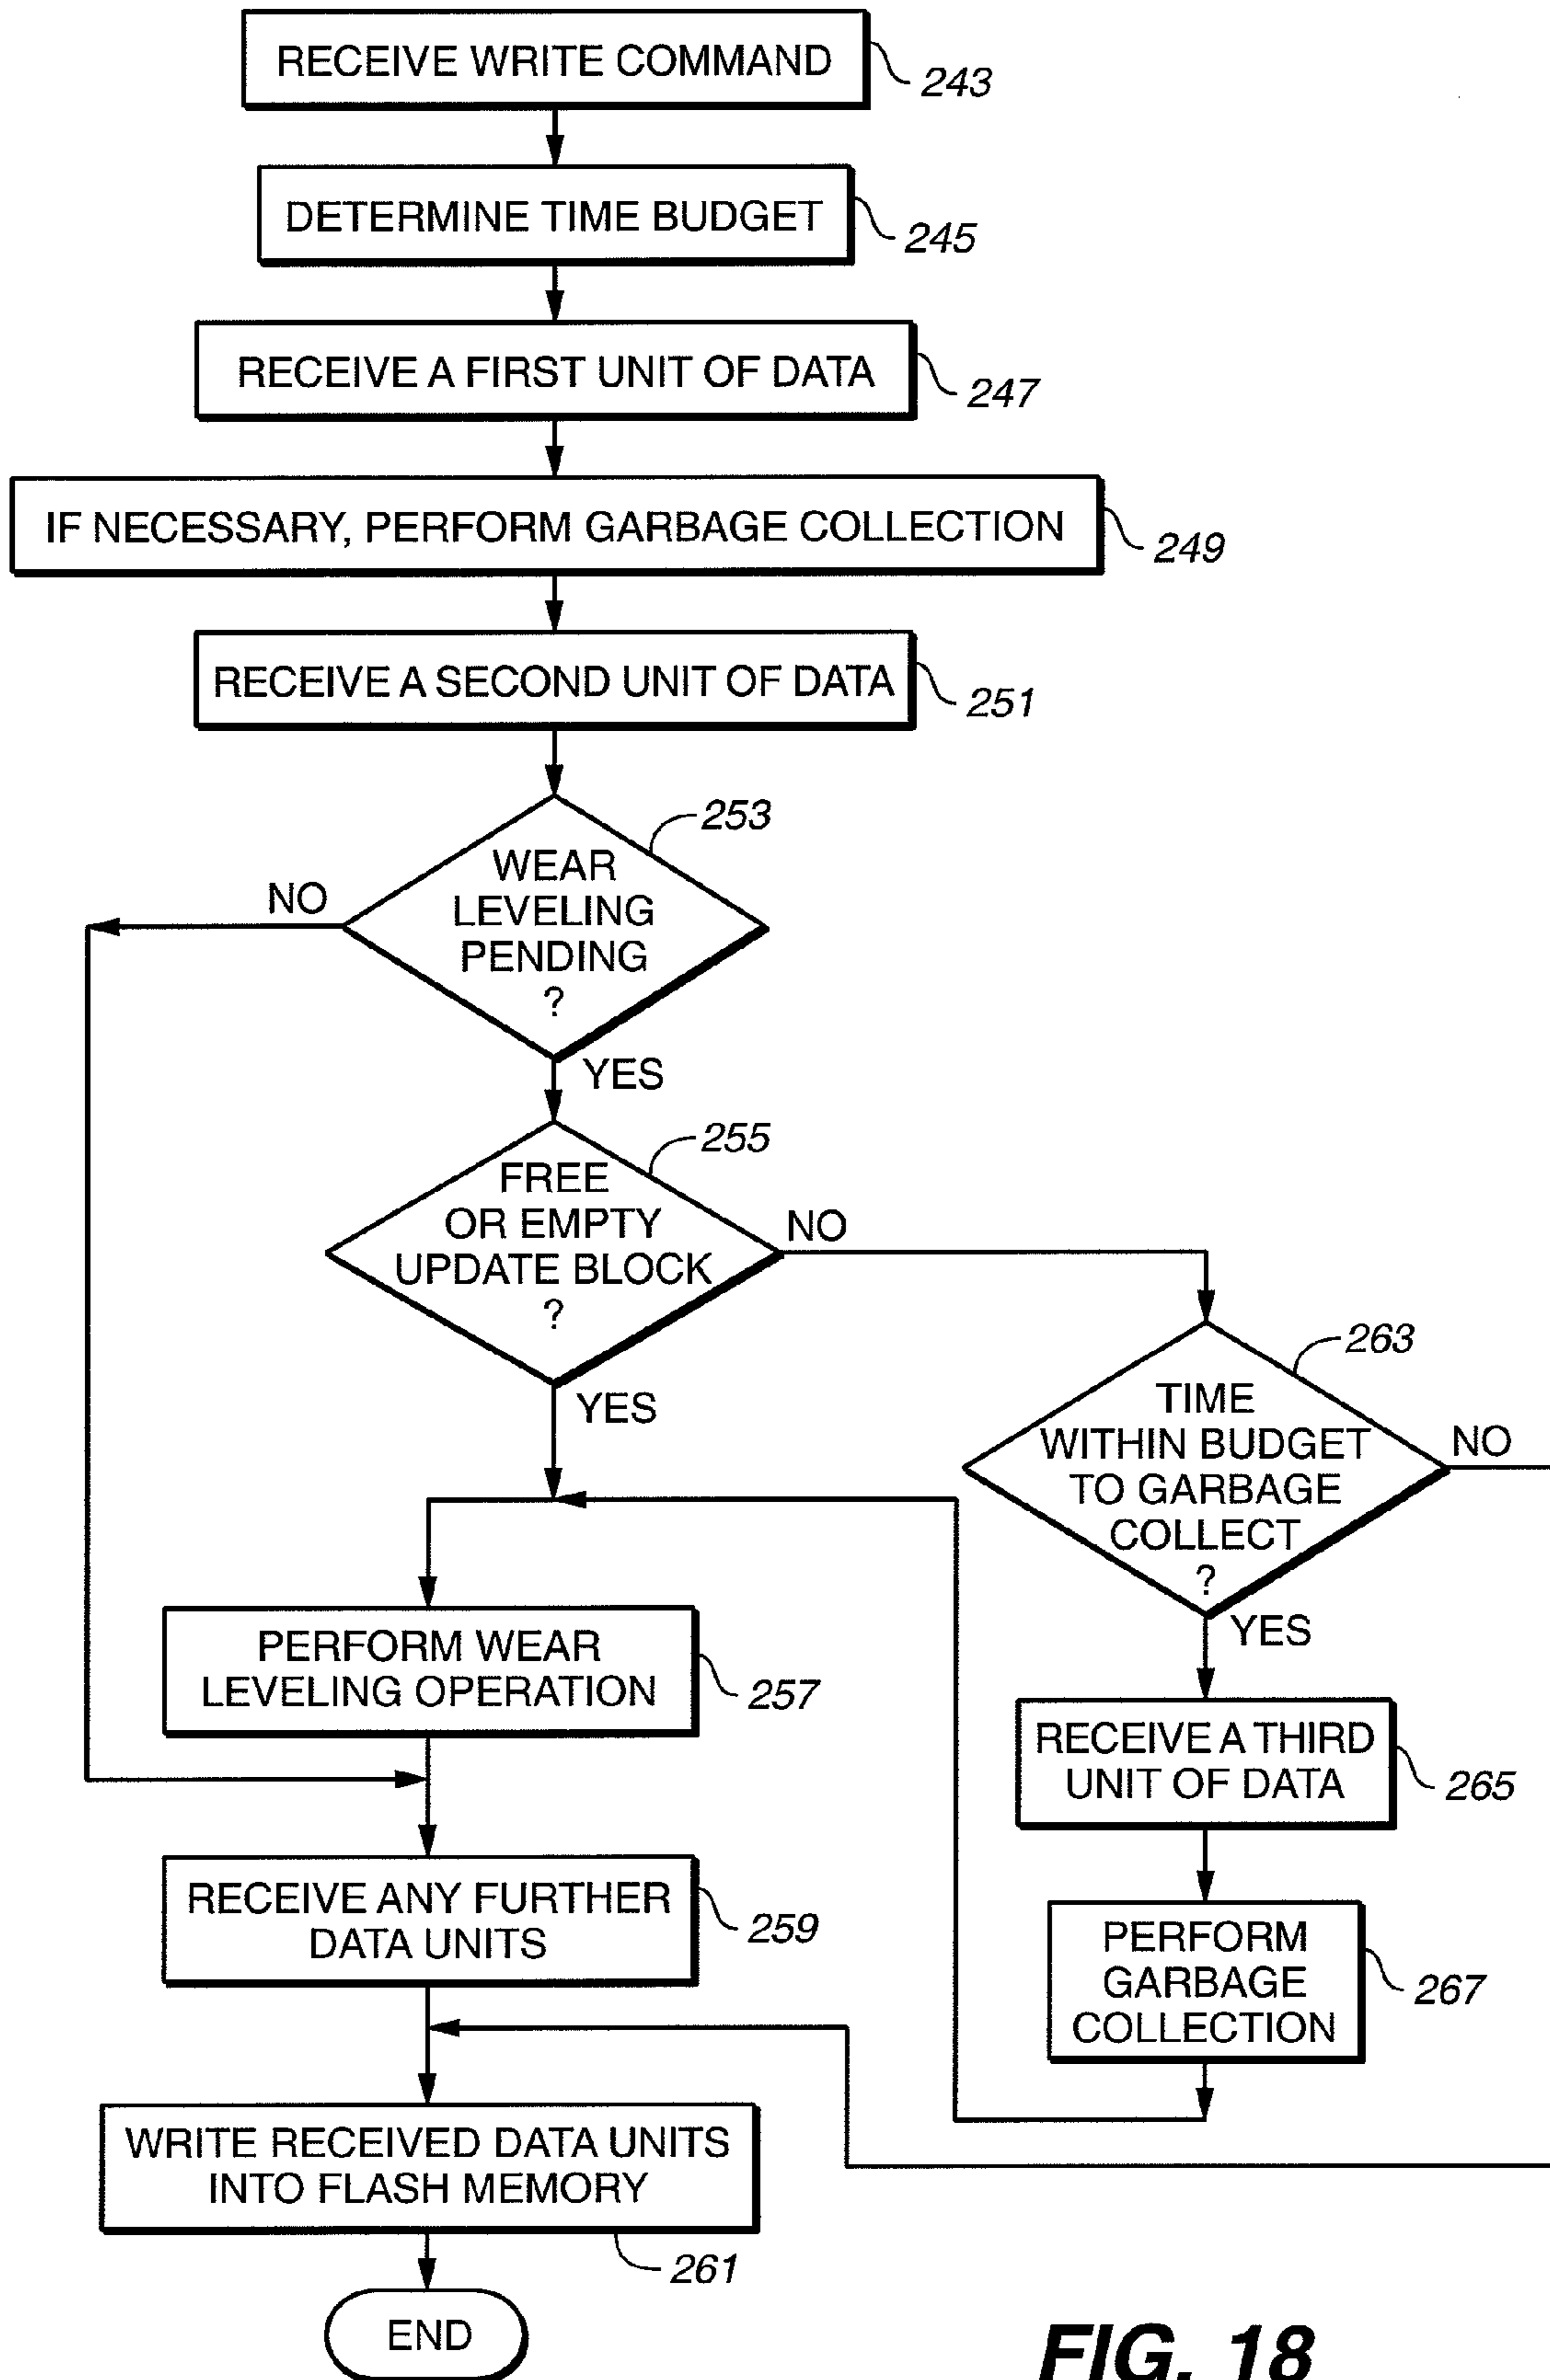 RECEIVE WRITE COMMAND
243
DETERMINE TIME BUDGET
245
RECEIVE A FIRST UNIT OF DATA
247
IF NECESSARY, PERFORM GARBAGE COLLECTION
249
RECEIVE A SECOND UNIT OF DATA
251
253
WEAR
LEVELING
PENDING
?
NO
YES
255
FREE
OR EMPTY
UPDATE BLOCK
?
NO
YES
263
TIME
WITHIN BUDGET
TO GARBAGE
COLLECT
?
NO
YES
PERFORM WEAR
LEVELING OPERATION
257
RECEIVE A THIRD
UNIT OF DATA
265
RECEIVE ANY FURTHER
DATA UNITS
259
PERFORM
GARBAGE
COLLECTION
267
WRITE RECEIVED DATA UNITS
INTO FLASH MEMORY
261
END
FIG. 18